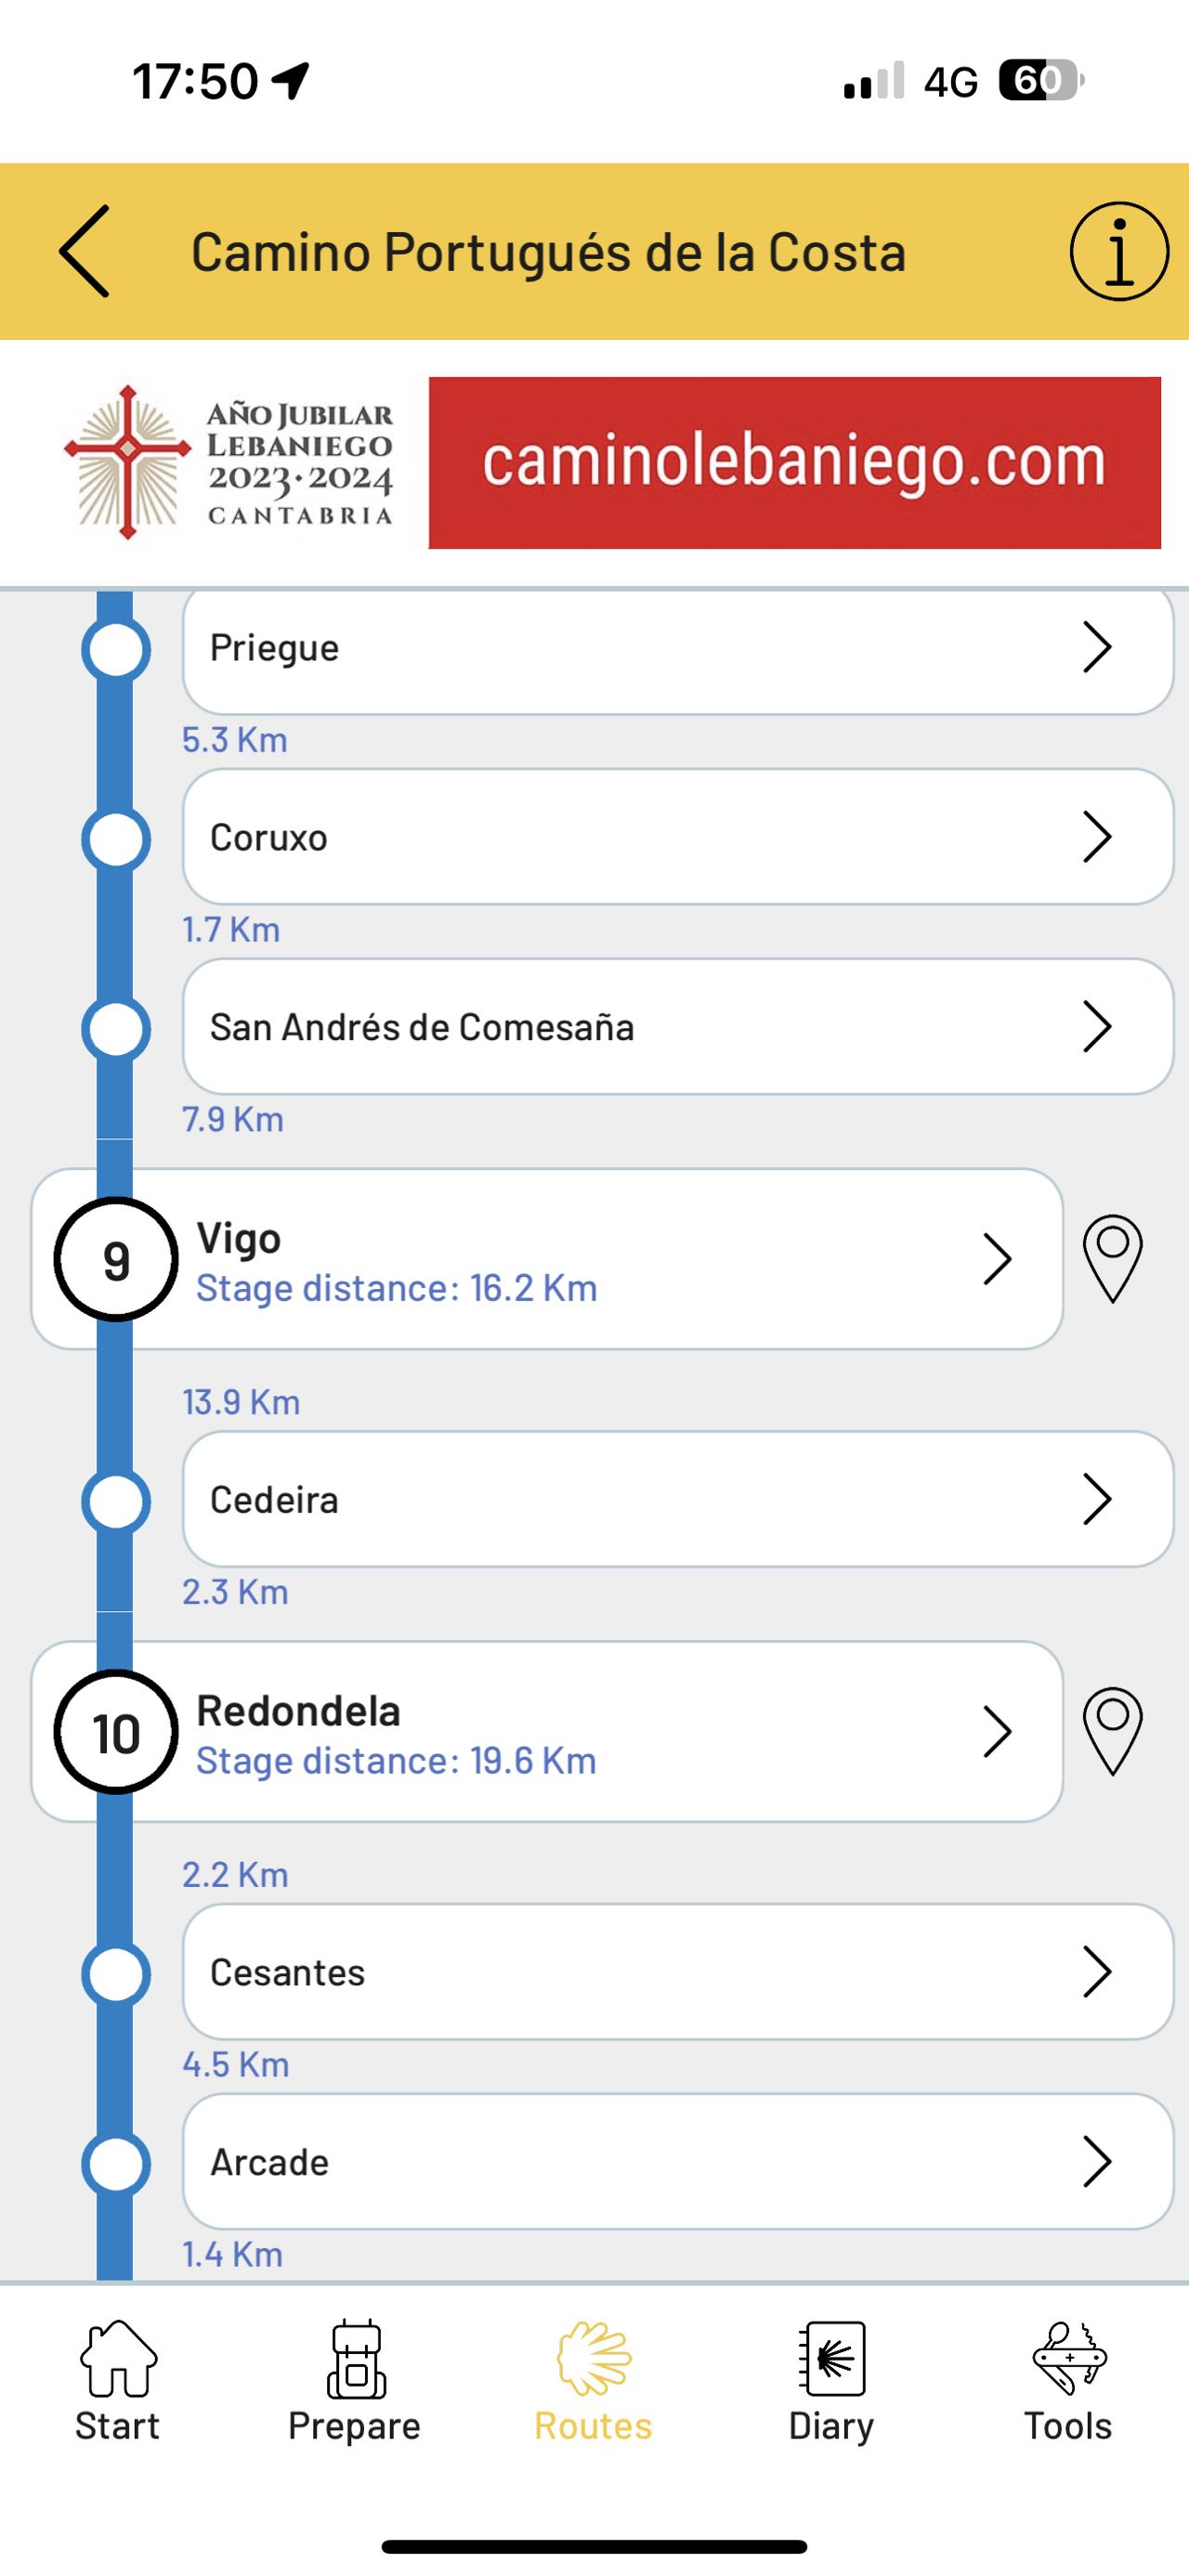 17:50
4G
60
Camino Portugués de la Costa
i
AÑO JUBILAR
LEBANIEGO
2023·2024
CANTABRIA
caminolebaniego.com
Priegue
5.3 Km
Coruxo
1.7 Km
San Andrés de Comesaña
7.9 Km
9
Vigo
Stage distance: 16.2 Km
13.9 Km
Cedeira
2.3 Km
10
Redondela
Stage distance: 19.6 Km
2.2 Km
Cesantes
4.5 Km
Arcade
1.4 Km
Start
Prepare
Routes
Diary
Tools